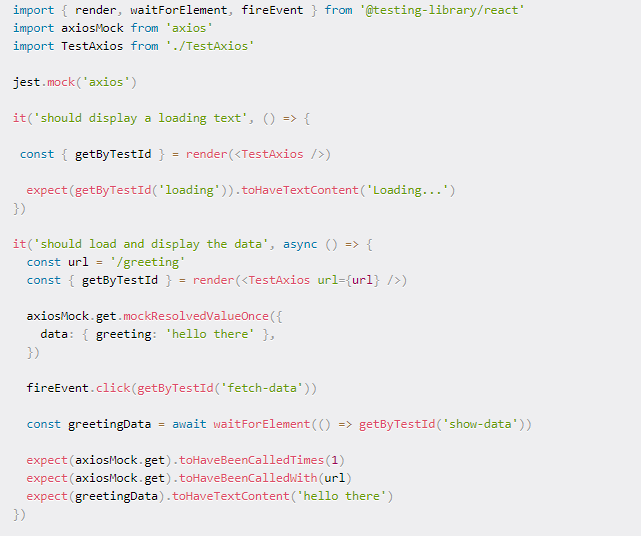 import { render, waitForElement, fireEvent } from '@testing-library/react'
import axiosMock from 'axios'
import TestAxios from './TestAxios'

jest.mock('axios')

it('should display a loading text', () => {

 const { getByTestId } = render(<TestAxios />)

  expect(getByTestId('loading')).toHaveTextContent('Loading...')
})

it('should load and display the data', async () => {
  const url = '/greeting'
  const { getByTestId } = render(<TestAxios url={url} />)

  axiosMock.get.mockResolvedValueOnce({
    data: { greeting: 'hello there' },
  })

  fireEvent.click(getByTestId('fetch-data'))

  const greetingData = await waitForElement(() => getByTestId('show-data'))

  expect(axiosMock.get).toHaveBeenCalledTimes(1)
  expect(axiosMock.get).toHaveBeenCalledWith(url)
  expect(greetingData).toHaveTextContent('hello there')
})